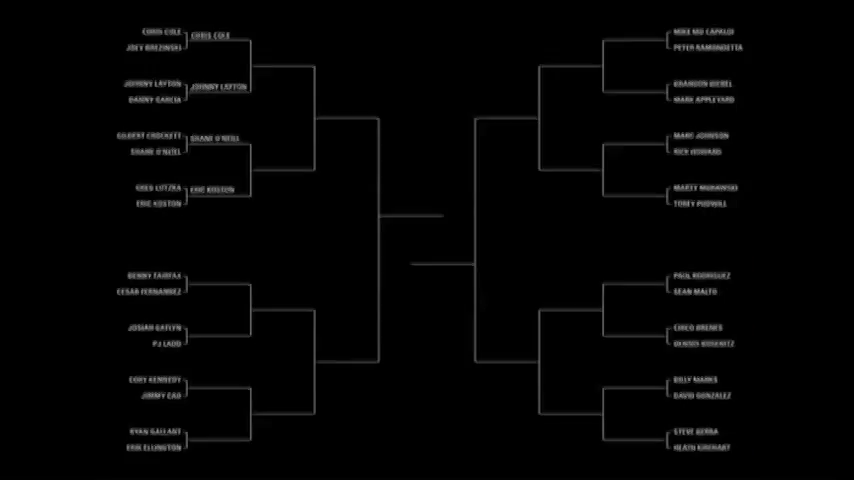 CHRIS COLE
CHRIS COLE
JOEY BREZINSKI
JOHNNY LAYTON
JOHNNY LAYTON
DANNY GARCIA
GILBERT CROCKETT
SHANE O'NEILL
SHANE O'NEILL
GREG LUTZKA
ERIC KOSTON
ERIC KOSTON
BENNY FAIRFAX
CESAR FERNANDEZ
JOSIAH GATLYN
PJ LADD
CORY KENNEDY
JIMMY CAO
RYAN GALLANT
ERIK ELLINGTON
MIKE MO CAPALDI
PETER RAMONDETTA
BRANDON BIEBEL
MARK APPLEYARD
MARC JOHNSON
RICK HOWARD
MARTY MURAWSKI
TOREY PUDWILL
PAUL RODRIGUEZ
SEAN MALTO
CHICO BRENES
DENNIS BUSENITZ
BILLY MARKS
DAVID GONZALEZ
STEVE BERRA
HEATH KIRCHART